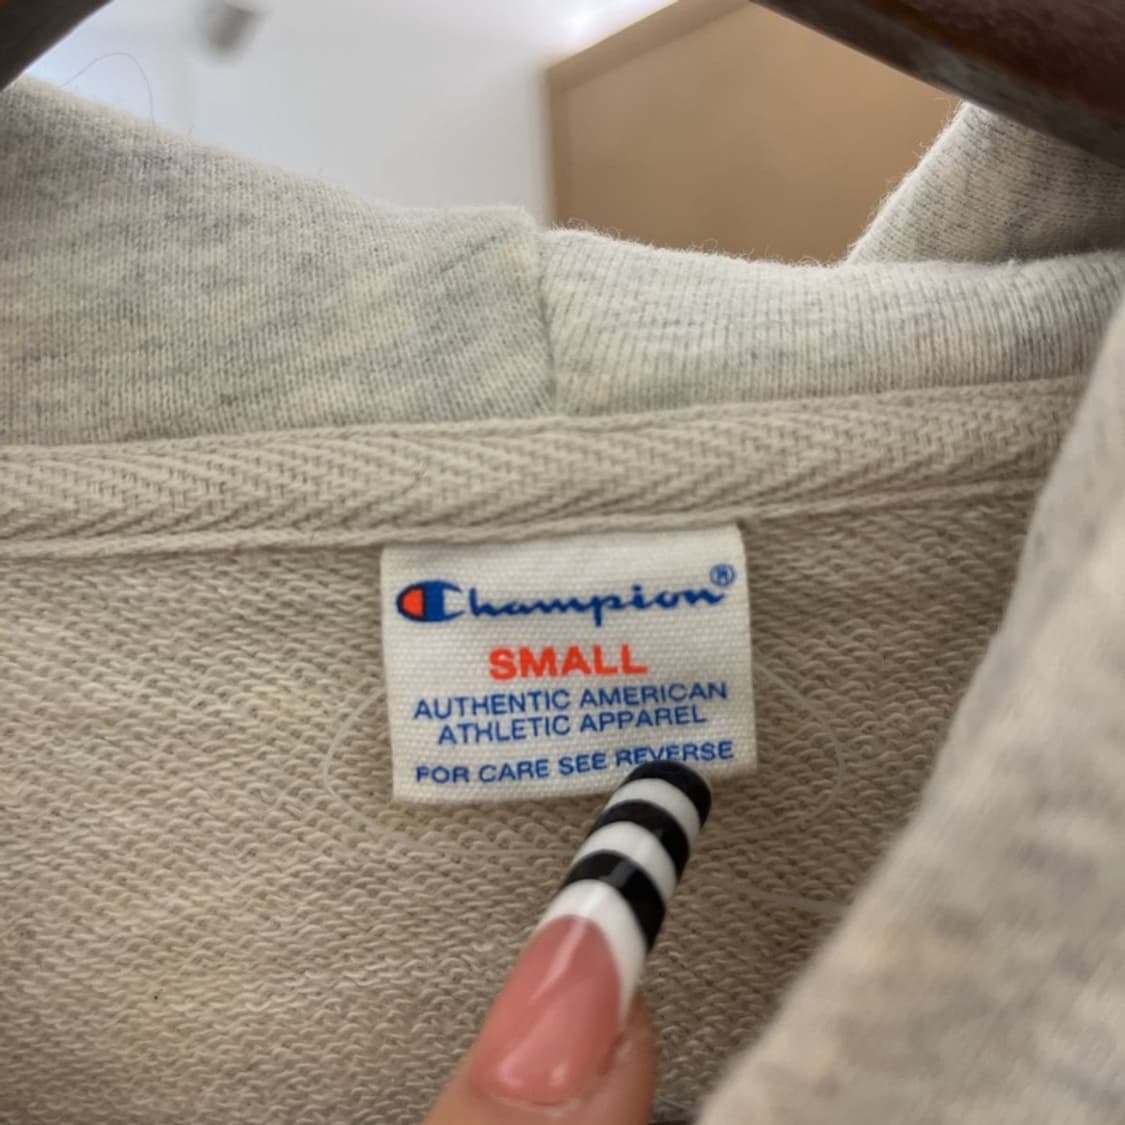 Champion®
SMALL
AUTHENTIC AMERICAN
ATHLETIC APPAREL
FOR CARE SEE REVERSE